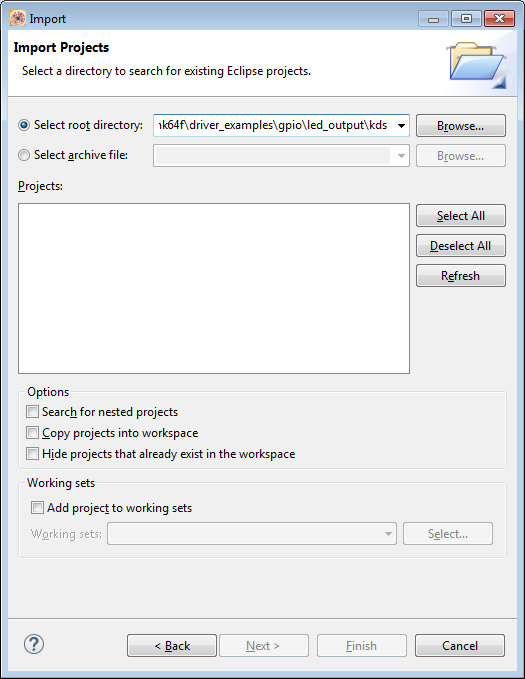 Import
Import Projects
Select a directory to search for existing Eclipse projects.
Select root directory:
nk64f\driver_examples\gpio\led_output\kds
Browse...
Select archive file:
Browse...
Projects:
Select All
Deselect All
Refresh
Options
Search for nested projects
Copy projects into workspace
Hide projects that already exist in the workspace
Working sets
Add project to working sets
Working sets:
Select...
?
< Back
Next >
Finish
Cancel